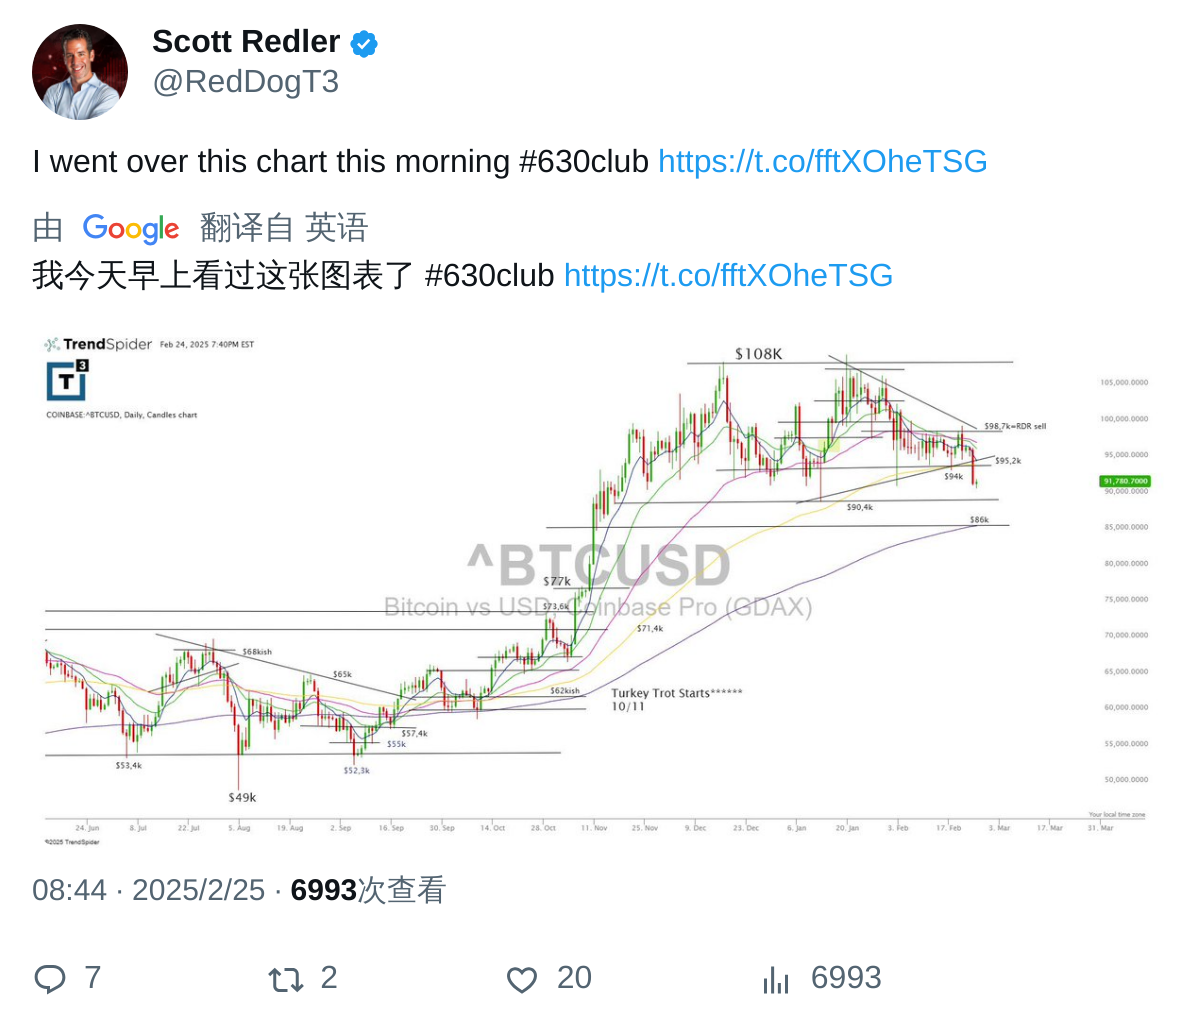 Scott Redler
@RedDogT3
I went over this chart this morning #630club https://t.co/fftXOheTSG
由 Google 翻译自 英语
我今天早上看过这张图表了 #630club https://t.co/fftXOheTSG
TrendSpider Feb 24, 2025 7:40PM EST
T3
COINBASE:^BTCUSD, Daily, Candles chart
$108K
105,000.0000
100,000.0000
$98,7k=RDR sell
95,000.0000
$95,2k
$94k
91,780.7000
90,000.0000
$90,4k
$86k
85,000.0000
^BTCUSD
80,000.0000
$77k
Bitcoin vs USD, Coinbase Pro (GDAX)
$73,6k
75,000.0000
$71,4k
70,000.0000
$68kish
$65k
65,000.0000
$62kish
Turkey Trot Starts******
10/11
60,000.0000
$57,4k
$55k
55,000.0000
$53,4k
$52,3k
50,000.0000
$49k
Your local time zone
24. Jun 8. Jul 22. Jul 5. Aug 19. Aug 2. Sep 16. Sep 30. Sep 14. Oct 28. Oct 11. Nov 25. Nov 9. Dec 23. Dec 6. Jan 20. Jan 3. Feb 17. Feb 3. Mar 17. Mar 31. Mar
©2025 TrendSpider
08:44 · 2025/2/25 · 6993次查看
7 2 20 6993